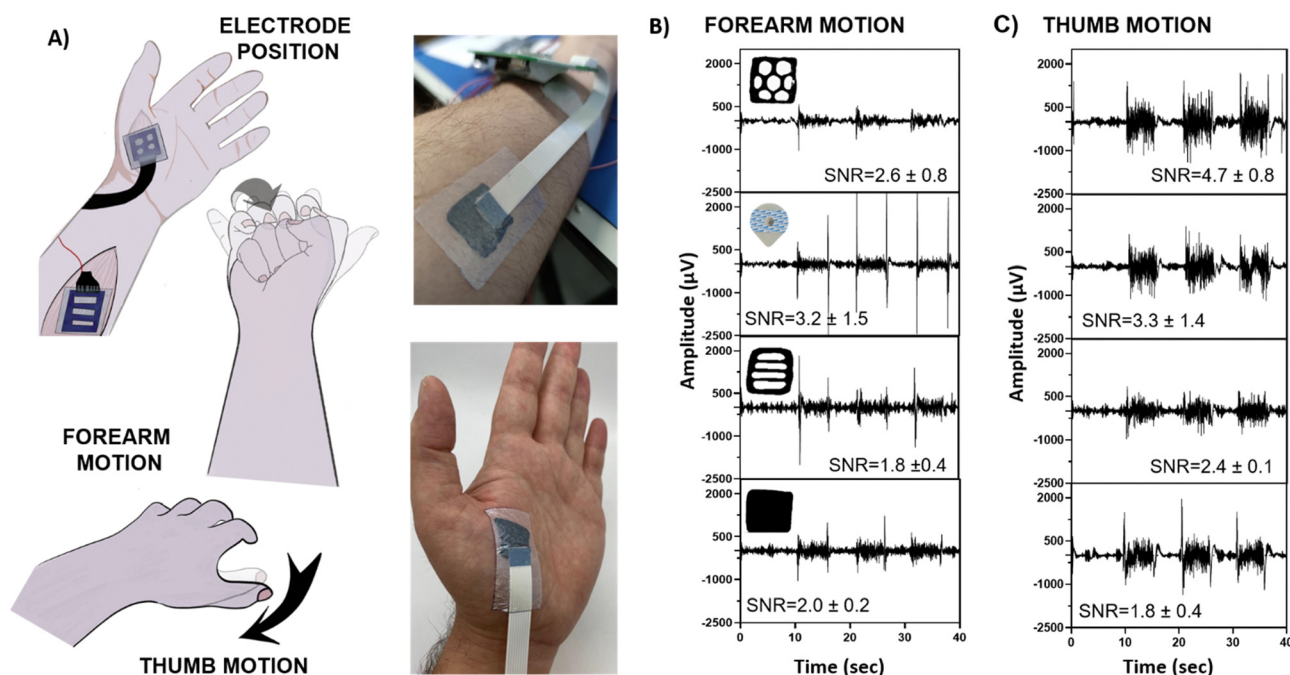 A)
ELECTRODE
POSITION
FOREARM
MOTION
THUMB MOTION
B) FOREARM MOTION
Amplitude (µV)
2000
500
-1000
-2500
SNR=2.6 ± 0.8
2000
500
-1000
-2500
SNR=3.2 ± 1.5
2000
500
-1000
-2500
SNR=1.8 ±0.4
2000
500
-1000
-2500
SNR=2.0 ± 0.2
0 10 20 30 40
Time (sec)
C) THUMB MOTION
Amplitude (µV)
2000
500
-1000
-2500
SNR=4.7 ± 0.8
2000
500
-1000
-2500
SNR=3.3 ± 1.4
2000
500
-1000
-2500
SNR=2.4 ± 0.1
2000
500
-1000
-2500
SNR=1.8 ± 0.4
0 10 20 30 40
Time (sec)